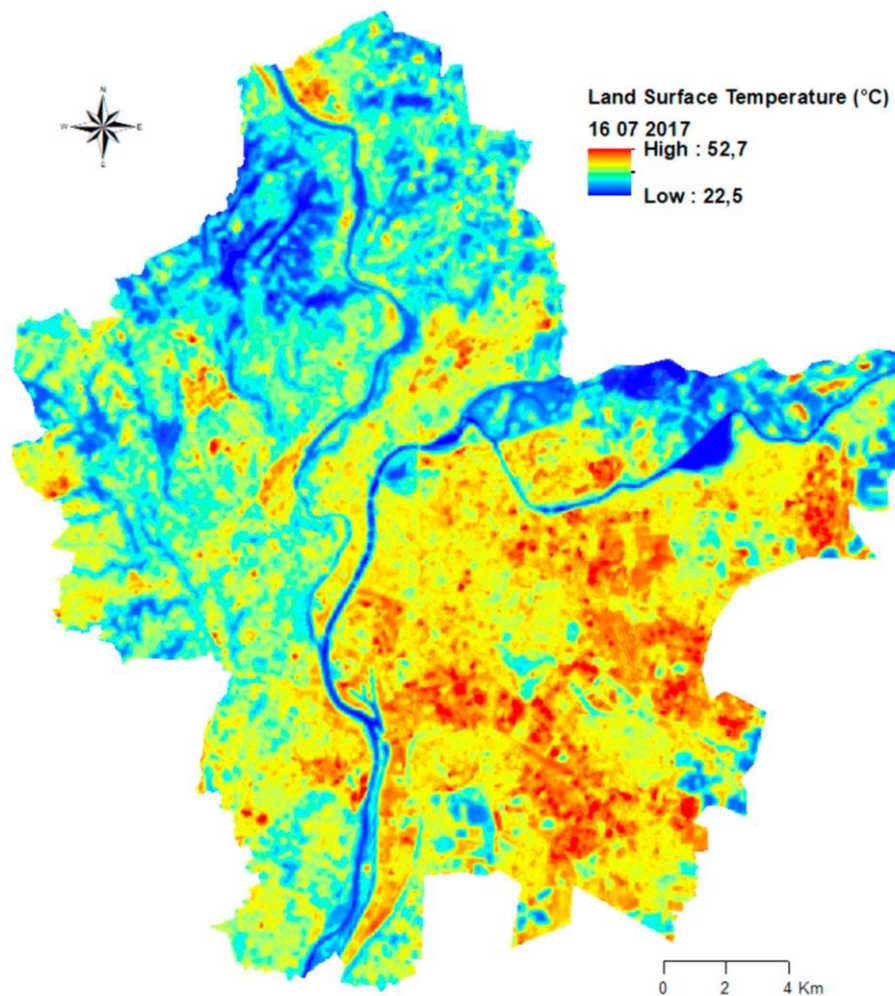 N
W E
S
Land Surface Temperature (°C)
16 07 2017
High : 52,7
Low : 22,5
0 2 4 Km